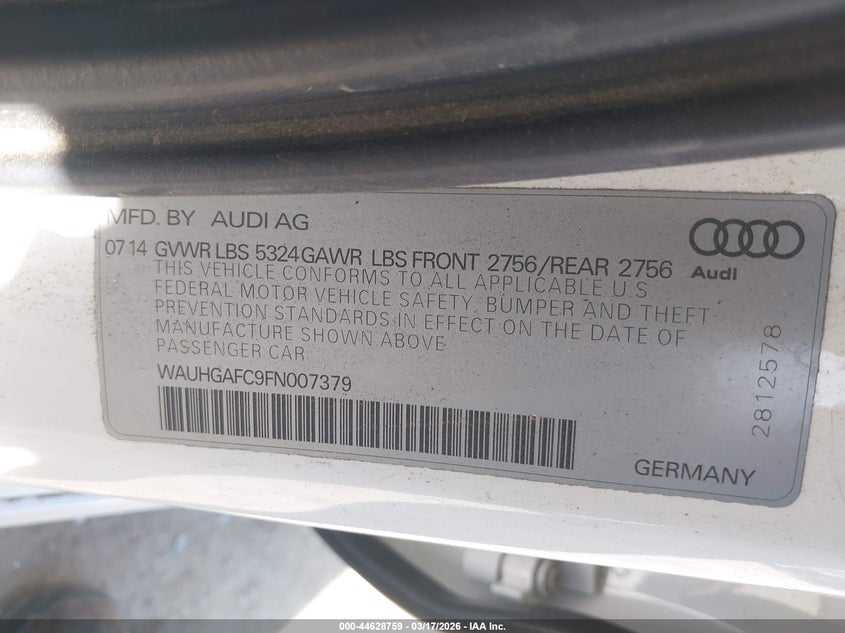 MFD. BY AUDI AG
07 14 GVWR LBS 5324 GAWR LBS FRONT 2756/REAR 2756
THIS VEHICLE CONFORMS TO ALL APPLICABLE U.S
FEDERAL MOTOR VEHICLE SAFETY, BUMPER AND THEFT
PREVENTION STANDARDS IN EFFECT ON THE DATE OF
MANUFACTURE SHOWN ABOVE
PASSENGER CAR
WAUHGAFC9FN007379
Audi
2812578
GERMANY
000-44628759 — 03/17/2026 — IAA Inc.